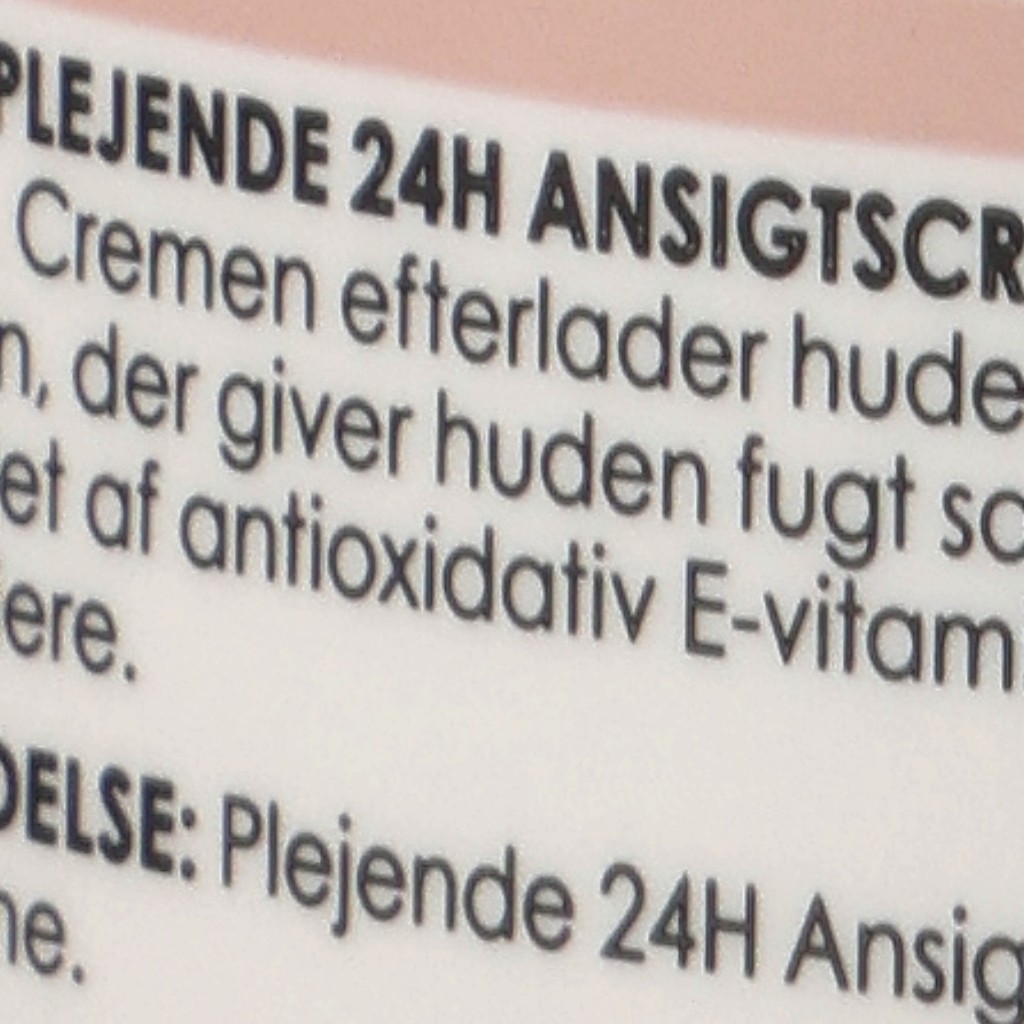 PLEJENDE 24H ANSIGTSCR
Cremen efterlader hude
n, der giver huden fugt so
et af antioxidativ E-vitam
ere.
DELSE: Plejende 24H Ansig
ne.